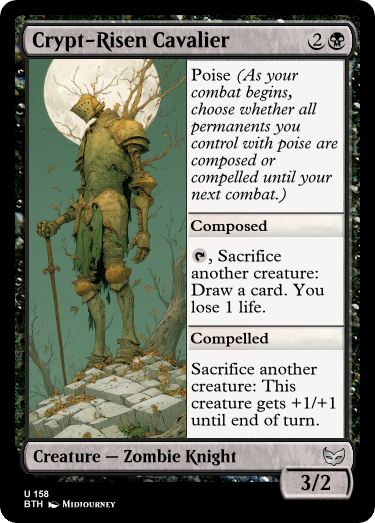 Crypt-Risen Cavalier 2
Poise (As your
combat begins,
choose whether all
permanents you
control with poise are
composed or
compelled until your
next combat.)
Composed
, Sacrifice
another creature:
Draw a card. You
lose 1 life.
Compelled
Sacrifice another
creature: This
creature gets +1/+1
until end of turn.
Creature — Zombie Knight
3/2
U 158
BTH Midjourney